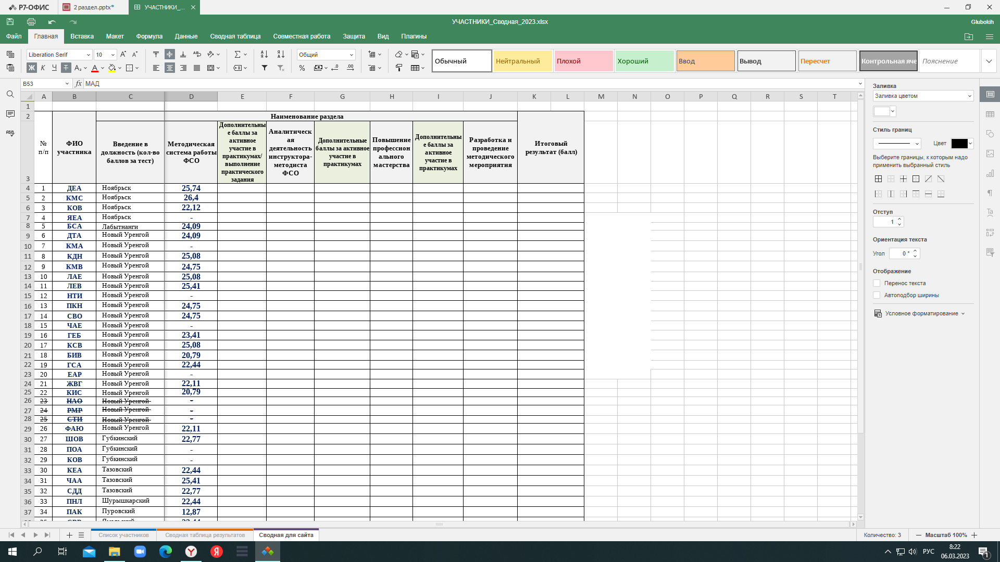 Р7-ОФИС 2 раздел.pptx* УЧАСТНИКИ_...
УЧАСТНИКИ_Сводная_2023.xlsx Glubokih
Файл Главная Вставка Макет Формула Данные Сводная таблица Совместная работа Защита Вид Плагины
Liberation Serif 10 Общий
Обычный Нейтральный Плохой Хороший Ввод Вывод Пересчет Контрольная яче Пояснение
B53 fx МАД
A B C D E F G H I J K L M N O P Q R S T
1
2 Наименование раздела
3 № п/п
ФИО участника
Введение в должность (кол-во баллов за тест)
Методическая система работы ФСО
Дополнительны
е баллы за
активное
участие в
практикумах/
выполнение
практического
задания
Аналитическ
ая
деятельность
инструктора-
методиста
ФСО
Дополнительные
баллы за активное
участие в
практикумах
Повышение
професcион
ального
мастерства
Дополнительны
е баллы за
активное
участие в
практикумах
Разработка и
проведение
методического
мероприятия
Итоговый
результат (балл)
4 1 ДЕА Ноябрьск 25,74
5 2 КМС Ноябрьск 26,4
6 3 КОВ Ноябрьск 22,12
7 4 ЯЕА Ноябрьск -
8 5 БСА Лабытнанги 24,09
9 6 ДТА Новый Уренгой 24,09
10 7 КМА Новый Уренгой -
11 8 КДН Новый Уренгой 25,08
12 9 КМВ Новый Уренгой 24,75
13 10 ЛАЕ Новый Уренгой 25,08
14 11 ЛЕВ Новый Уренгой 25,41
15 12 НТИ Новый Уренгой -
16 13 ПКН Новый Уренгой 24,75
17 14 СВО Новый Уренгой 24,75
18 15 ЧАЕ Новый Уренгой -
19 16 ГЕБ Новый Уренгой 23,41
20 17 КСВ Новый Уренгой 25,08
21 18 БИВ Новый Уренгой 20,79
22 19 ГСА Новый Уренгой 22,44
23 20 ЕАР Новый Уренгой -
24 21 ЖВГ Новый Уренгой 22,11
25 22 КИС Новый Уренгой 20,79
26 23 НАО Новый Уренгой -
27 24 РМР Новый Уренгой -
28 25 СТИ Новый Уренгой -
29 26 ФАЮ Новый Уренгой 22,11
30 27 ШОВ Губкинский 22,77
31 28 ПОА Губкинский -
32 29 КОВ Губкинский -
33 30 КЕА Тазовский 22,44
34 31 ЧАА Тазовский 25,41
35 32 СДД Тазовский 22,77
36 33 ПНЛ Шурышкарский 22,44
37 34 ПАК Пуровский 12,87
Заливка
Заливка цветом
Стиль границ
Цвет
Выберите границы, к которым надо
применить выбранный стиль
Отступ
1
Ориентация текста
Угол 0 °
Отображение
Перенос текста
Автоподбор ширины
Условное форматирование
Список участников Сводная таблица результатов Сводная для сайта Количество: 3 Масштаб 100%
РУС 8:22
06.03.2023 1